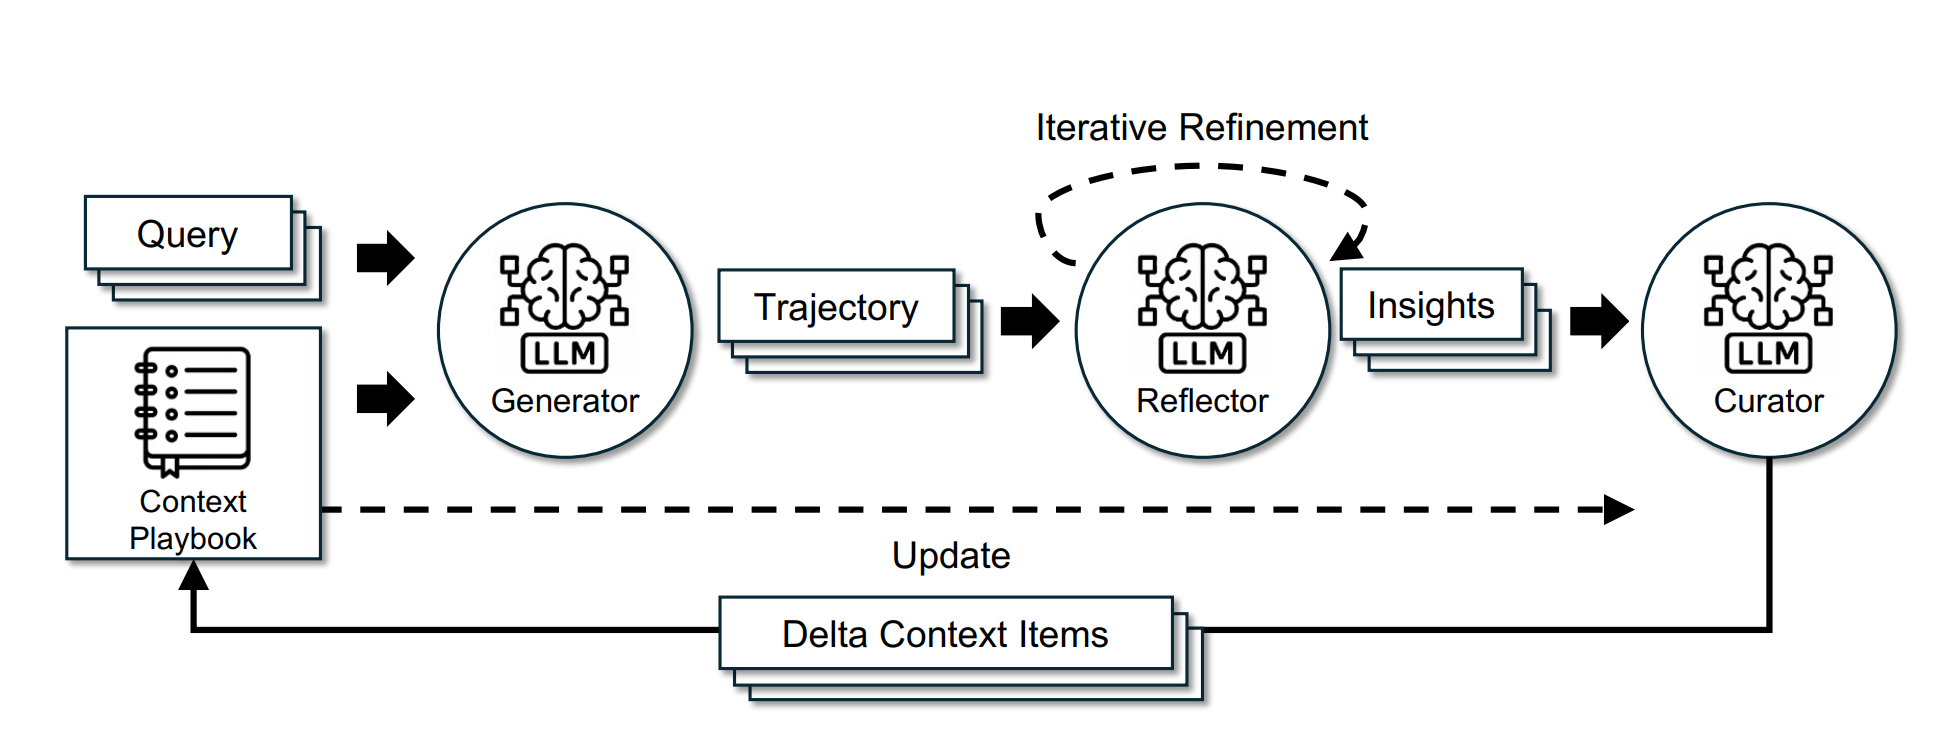 Iterative Refinement
Query
Trajectory
Insights
LLM
Generator
LLM
Reflector
LLM
Curator
Context
Playbook
Update
Delta Context Items